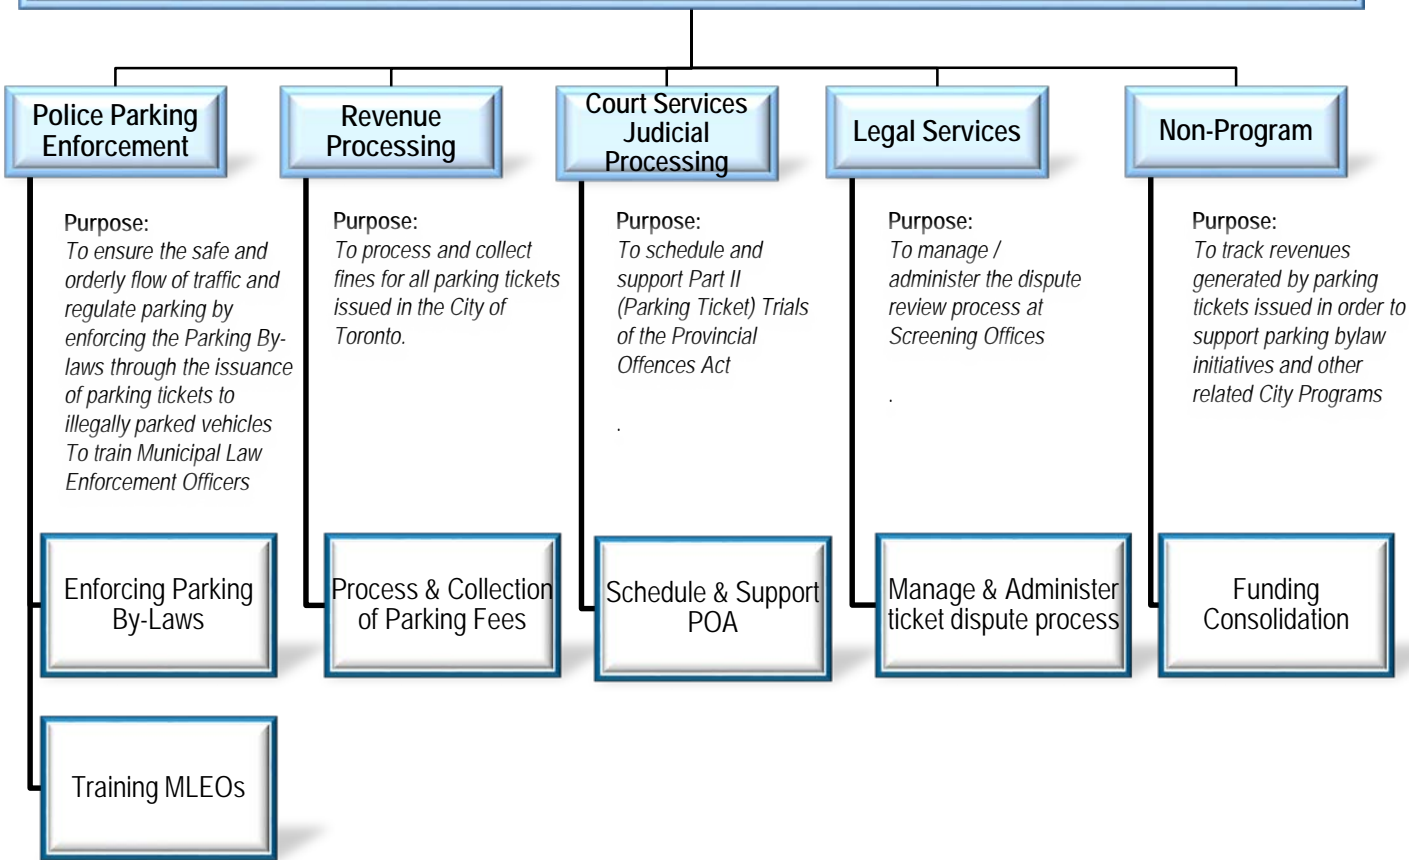 Police Parking
Enforcement
Revenue
Processing
Court Services
Judicial
Processing
Legal Services
Non-Program
Purpose:
To ensure the safe and
orderly flow of traffic and
regulate parking by
enforcing the Parking By-
laws through the issuance
of parking tickets to
illegally parked vehicles
To train Municipal Law
Enforcement Officers
Purpose:
To process and collect
fines for all parking tickets
issued in the City of
Toronto.
Purpose:
To schedule and
support Part II
(Parking Ticket) Trials
of the Provincial
Offences Act
.
Purpose:
To manage /
administer the dispute
review process at
Screening Offices
.
Purpose:
To track revenues
generated by parking
tickets issued in order to
support parking bylaw
initiatives and other
related City Programs
Enforcing Parking
By-Laws
Process & Collection
of Parking Fees
Schedule & Support
POA
Manage & Administer
ticket dispute process
Funding
Consolidation
Training MLEOs